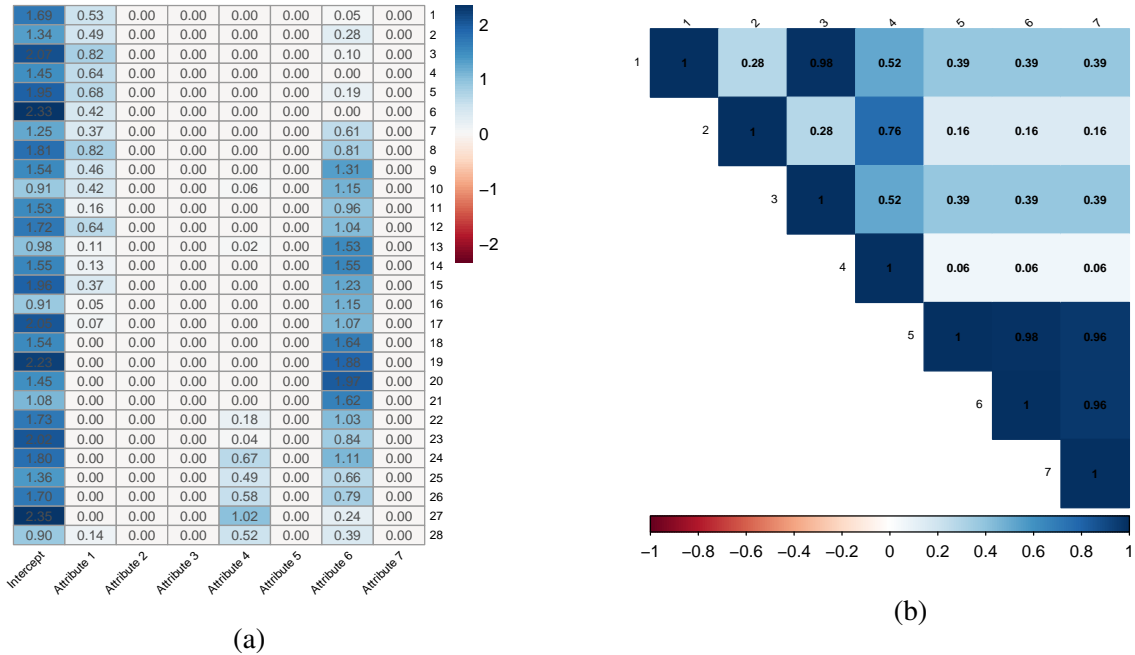 1.69 0.53 0.00 0.00 0.00 0.00 0.05 0.00 1
1.34 0.49 0.00 0.00 0.00 0.00 0.28 0.00 2
0.82 0.00 0.00 0.00 0.00 0.10 0.00 3
1.45 0.64 0.00 0.00 0.00 0.00 0.00 0.00 4
0.68 0.00 0.00 0.00 0.00 0.19 0.00 5
2.33 0.42 0.00 0.00 0.00 0.00 0.00 0.00 6
1.25 0.37 0.00 0.00 0.00 0.00 0.61 0.00 7
1.81 0.82 0.00 0.00 0.00 0.00 0.81 0.00 8
1.54 0.46 0.00 0.00 0.00 0.00 1.31 0.00 9
0.91 0.42 0.00 0.00 0.06 0.00 1.15 0.00 10
1.53 0.16 0.00 0.00 0.00 0.00 0.96 0.00 11
1.72 0.64 0.00 0.00 0.00 0.00 1.04 0.00 12
0.98 0.11 0.00 0.00 0.02 0.00 1.53 0.00 13
1.55 0.13 0.00 0.00 0.00 0.00 1.55 0.00 14
0.37 0.00 0.00 0.00 0.00 1.23 0.00 15
0.91 0.05 0.00 0.00 0.00 0.00 1.15 0.00 16
0.07 0.00 0.00 0.00 0.00 1.07 0.00 17
1.54 0.00 0.00 0.00 0.00 0.00 1.64 0.00 18
2.23 0.00 0.00 0.00 0.00 0.00 1.88 0.00 19
1.45 0.00 0.00 0.00 0.00 0.00 0.00 20
1.08 0.00 0.00 0.00 0.00 0.00 1.62 0.00 21
1.73 0.00 0.00 0.00 0.18 0.00 1.03 0.00 22
0.00 0.00 0.00 0.04 0.00 0.84 0.00 23
1.80 0.00 0.00 0.00 0.67 0.00 1.11 0.00 24
1.36 0.00 0.00 0.00 0.49 0.00 0.66 0.00 25
1.70 0.00 0.00 0.00 0.58 0.00 0.79 0.00 26
2.35 0.00 0.00 0.00 1.02 0.00 0.24 0.00 27
0.90 0.14 0.00 0.00 0.52 0.00 0.39 0.00 28
Intercept Attribute 1 Attribute 2 Attribute 3 Attribute 4 Attribute 5 Attribute 6 Attribute 7
2
1
0
−1
−2
(a)
1 2 3 4 5 6 7
1 1 0.28 0.98 0.52 0.39 0.39 0.39
2 1 0.28 0.76 0.16 0.16 0.16
3 1 0.52 0.39 0.39 0.39
4 1 0.06 0.06 0.06
5 1 0.98 0.96
6 1 0.96
7 1
−1 −0.8 −0.6 −0.4 −0.2 0 0.2 0.4 0.6 0.8 1
(b)